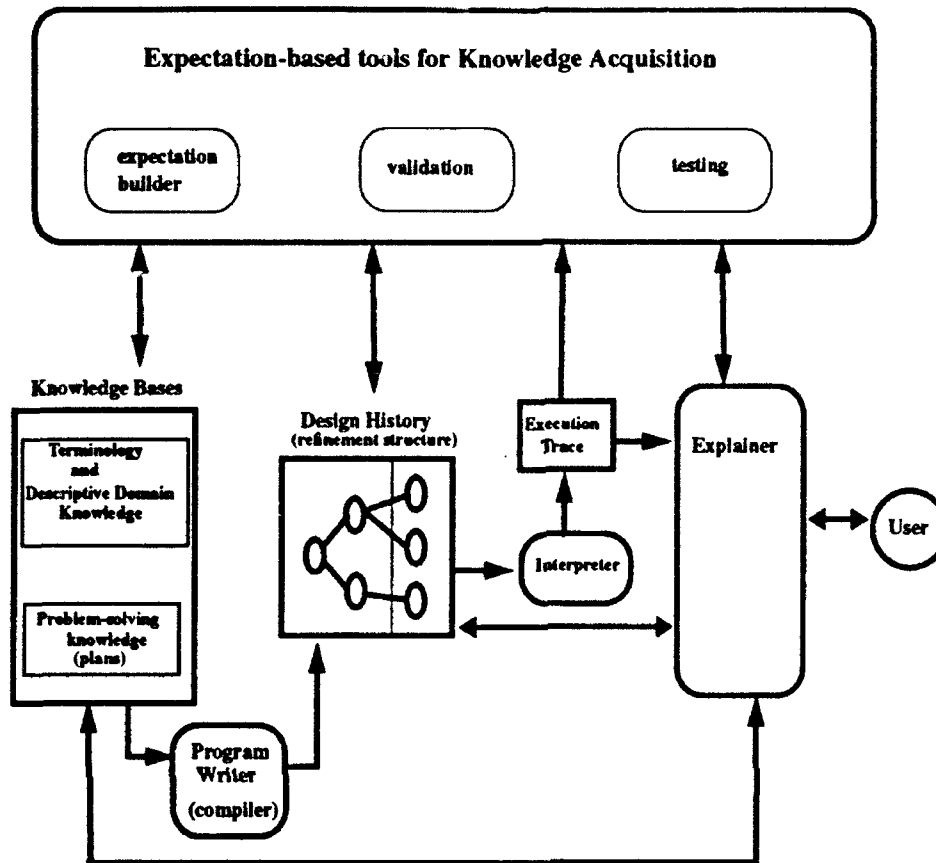 Expectation-based tools for Knowledge Acquisition
expectation
builder
validation
testing
Knowledge Bases
Terminology
and
Descriptive Domain
Knowledge
Problem-solving
knowledge
(plans)
Program
Writer
(compiler)
Design History
(refinement structure)
Execution
Trace
Interpreter
Explainer
User